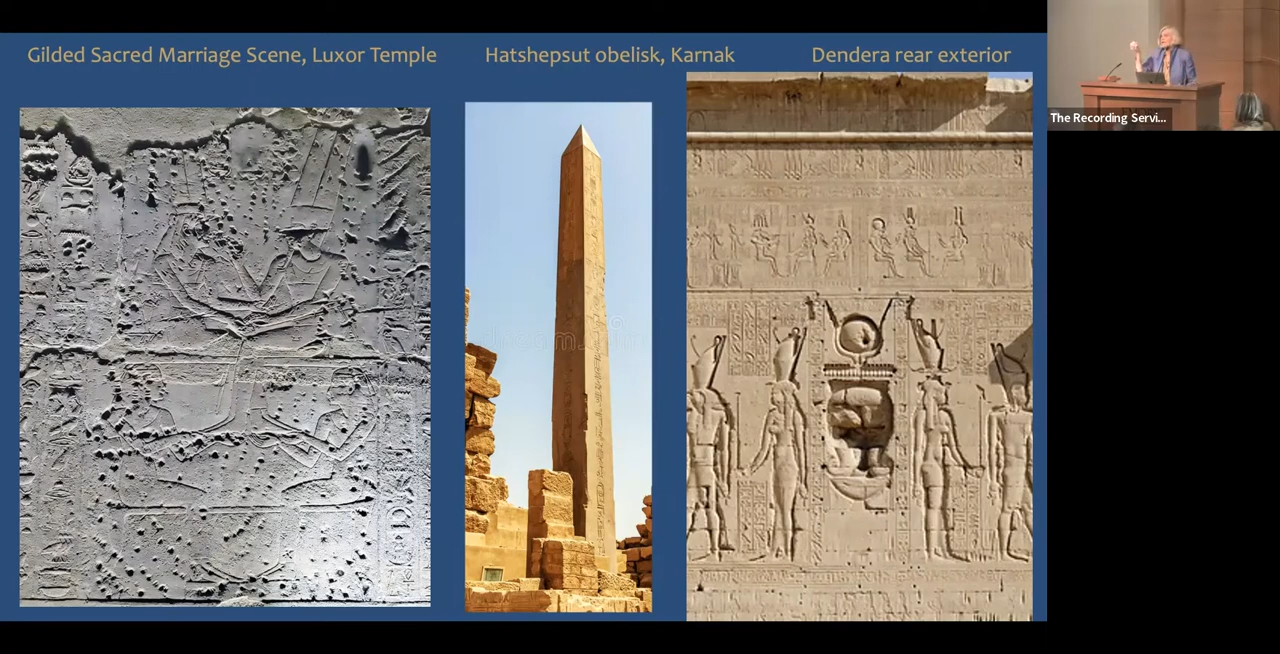 Gilded Sacred Marriage Scene, Luxor Temple
Hatshepsut obelisk, Karnak
Dendera rear exterior
The Recording Servi...